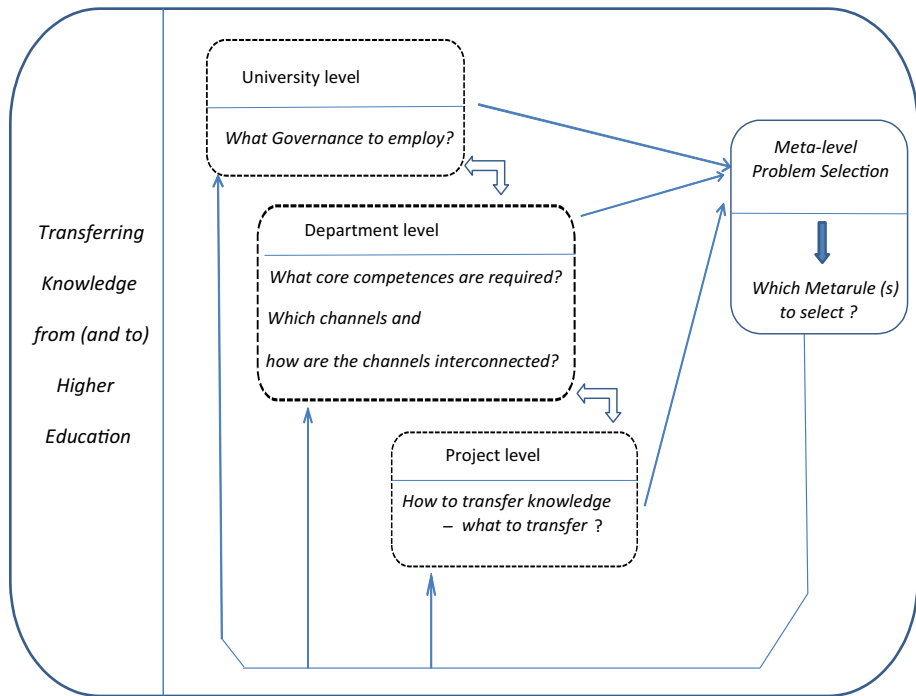 Transferring
Knowledge
from (and to)
Higher
Education
University level
What Governance to employ?
Department level
What core competences are required?
Which channels and
how are the channels interconnected?
Project level
How to transfer knowledge
– what to transfer ?
Meta-level
Problem Selection
Which Metarule (s)
to select ?